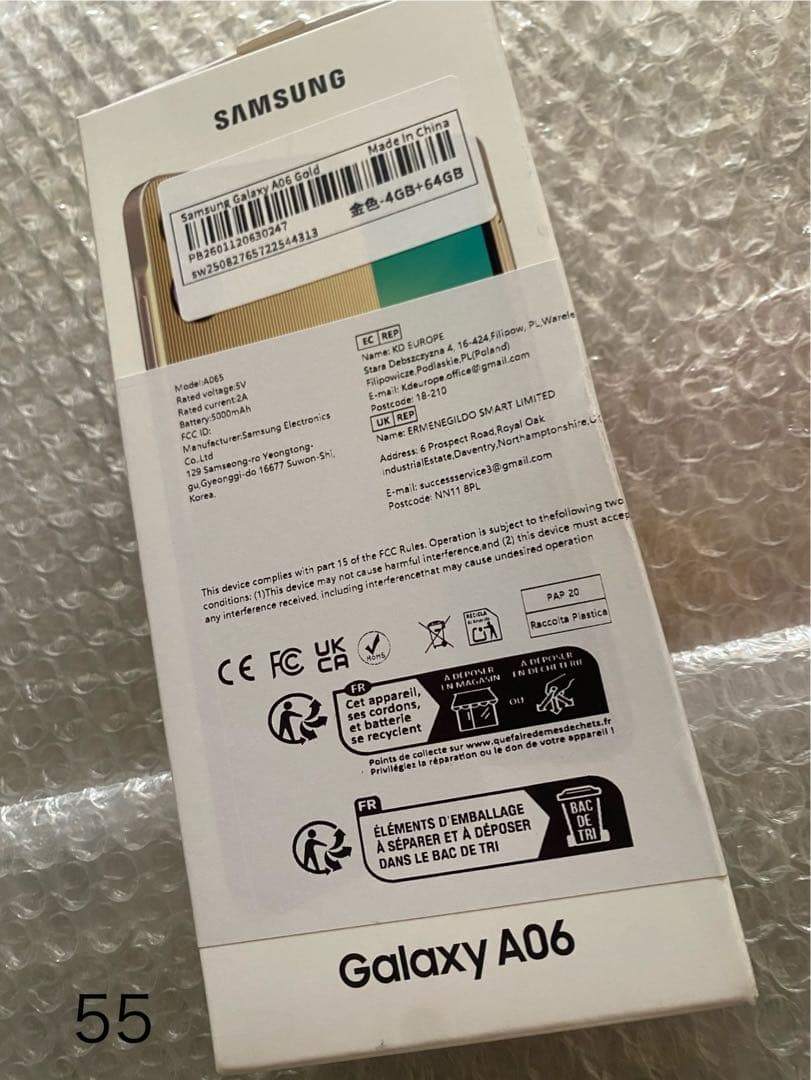 SAMSUNG
Samsung Galaxy A06 Gold
Made In China
PB2601120630247
金色-4GB+64GB
sw25082765722544313
Model:A065
Rated voltage:5V
Rated current:2A
Battery:5000mAh
FCC ID:
Manufacturer:Samsung Electronics
Co.Ltd
129 Samseong-ro Yeongtong-
gu,Gyeonggi-do 16677 Suwon-Shi,
Korea.
EC REP
Name: KD EUROPE
Stara Debszczyzna 4, 16-424,Filipow, PL,Warele
Filipowicze,Podlaskie,PL(Poland)
E-mail: Kdeurope.office@gmail.com
Postcode: 18-210
UK REP
Name: ERMENEGILDO SMART LIMITED
Address: 6 Prospect Road,Royal Oak
industrialEstate,Daventry,Northamptonshire,
E-mail: successservice3@gmail.com
Postcode: NN11 8PL
This device complies with part 15 of the FCC Rules. Operation is subject to thefollowing two
conditions: (1)This device may not cause harmful interference,and (2) this device must accep
any interference received, including interferencethat may cause undesired operation
CE FC UK
CA
RoHS
RECICLA
PAP 20
Raccolta Plastica
FR
Cet appareil,
ses cordons,
et batterie
se recyclent
À DÉPOSER
EN MAGASIN
OU
À DÉPOSER
EN DÉCHÈTERIE
Points de collecte sur www.quefairedemesdechets.fr
Privilégiez la réparation ou le don de votre appareil !
FR
ÉLÉMENTS D'EMBALLAGE
À SÉPARER ET À DÉPOSER
DANS LE BAC DE TRI
BAC
DE
TRI
Galaxy A06
55